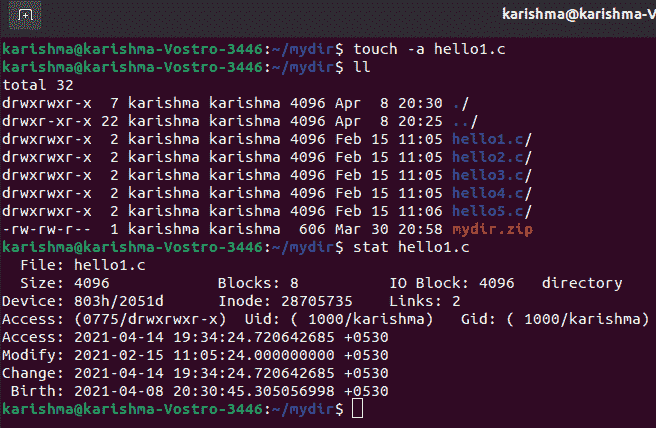 karishma@karishma-Vostro-3446
karishma@karishma-Vostro-3446:~/mydir$ touch -a hello1.c
karishma@karishma-Vostro-3446:~/mydir$ ll
total 32
drwxrwxr-x  7 karishma karishma 4096 Apr  8 20:30 ./
drwxr-xr-x 22 karishma karishma 4096 Apr  8 20:25 ../
drwxrwxr-x  2 karishma karishma 4096 Feb 15 11:05 hello1.c/
drwxrwxr-x  2 karishma karishma 4096 Feb 15 11:05 hello2.c/
drwxrwxr-x  2 karishma karishma 4096 Feb 15 11:05 hello3.c/
drwxrwxr-x  2 karishma karishma 4096 Feb 15 11:05 hello4.c/
drwxrwxr-x  2 karishma karishma 4096 Feb 15 11:06 hello5.c/
-rw-rw-r--  1 karishma karishma  606 Mar 30 20:58 mydir.zip
karishma@karishma-Vostro-3446:~/mydir$ stat hello1.c
  File: hello1.c
  Size: 4096            Blocks: 8          IO Block: 4096   directory
Device: 803h/2051d      Inode: 28705735    Links: 2
Access: (0775/drwxrwxr-x)  Uid: ( 1000/karishma)   Gid: ( 1000/karishma)
Access: 2021-04-14 19:34:24.720642685 +0530
Modify: 2021-02-15 11:05:24.000000000 +0530
Change: 2021-04-14 19:34:24.720642685 +0530
 Birth: 2021-04-08 20:30:45.305056998 +0530
karishma@karishma-Vostro-3446:~/mydir$